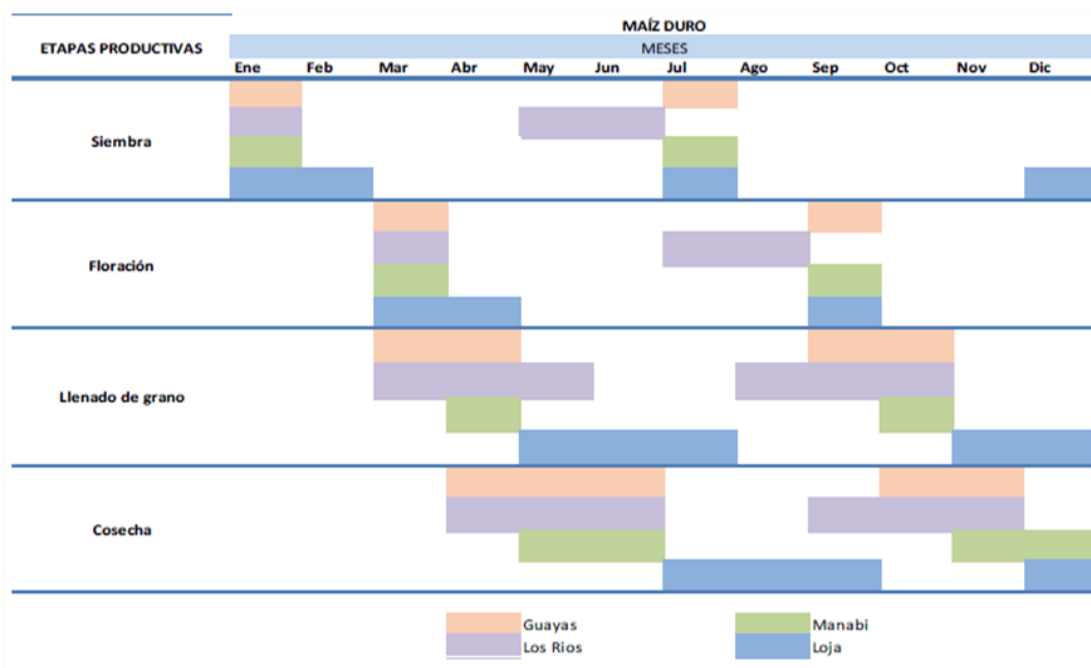 MAÍZ DURO
ETAPAS PRODUCTIVAS
MESES
Ene Feb Mar Abr May Jun Jul Ago Sep Oct Nov Dic
Siembra
Floración
Llenado de grano
Cosecha
Guayas Manabi
Los Rios Loja